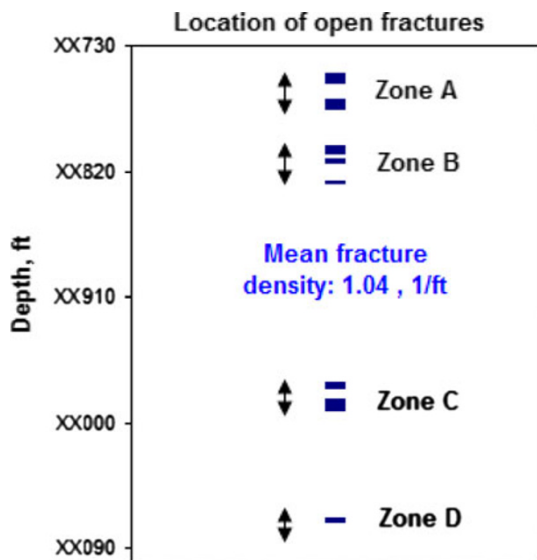 Location of open fractures
XX730
Zone A
Zone B
XX820
Mean fracture
density: 1.04 , 1/ft
XX910
Depth, ft
Zone C
XX000
Zone D
XX090